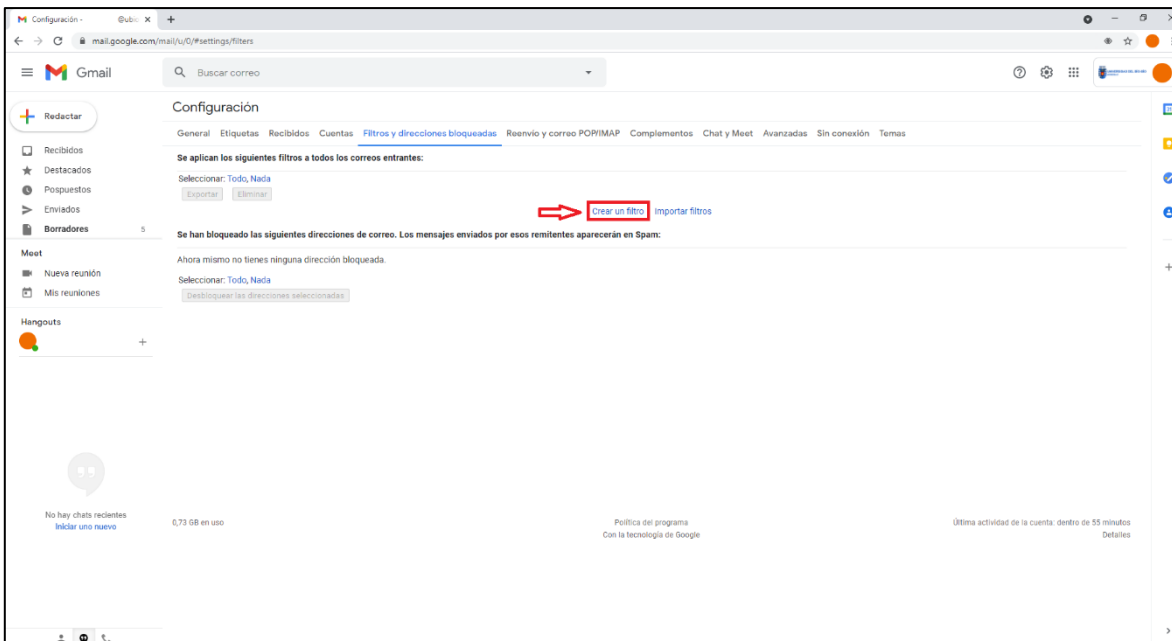 Configuración - @ubic
mail.google.com/mail/u/0/#settings/filters
Gmail
Buscar correo
Redactar
Recibidos
Destacados
Pospuestos
Enviados
Borradores 5
Meet
Nueva reunión
Mis reuniones
Hangouts
No hay chats recientes
Iniciar uno nuevo
Configuración
General Etiquetas Recibidos Cuentas Filtros y direcciones bloqueadas Reenvío y correo POP/IMAP Complementos Chat y Meet Avanzadas Sin conexión Temas
Se aplican los siguientes filtros a todos los correos entrantes:
Seleccionar: Todo, Nada
Exportar Eliminar
Crear un filtro Importar filtros
Se han bloqueado las siguientes direcciones de correo. Los mensajes enviados por esos remitentes aparecerán en Spam:
Ahora mismo no tienes ninguna dirección bloqueada.
Seleccionar: Todo, Nada
Desbloquear las direcciones seleccionadas
0,73 GB en uso
Política del programa
Con la tecnología de Google
Última actividad de la cuenta: dentro de 55 minutos
Detalles